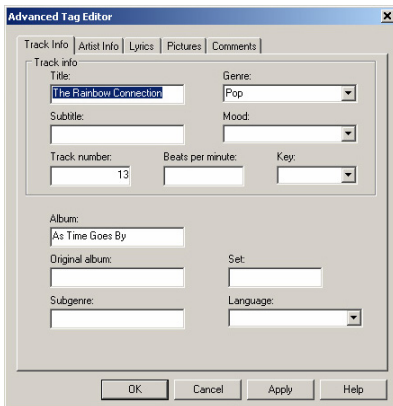 Advanced Tag Editor
Track Info Artist Info Lyrics Pictures Comments
Track info
Title: Genre:
The Rainbow Connection Pop
Subtitle: Mood:
Track number: Beats per minute: Key:
13
Album:
As Time Goes By
Original album: Set:
Subgenre: Language:
OK Cancel Apply Help